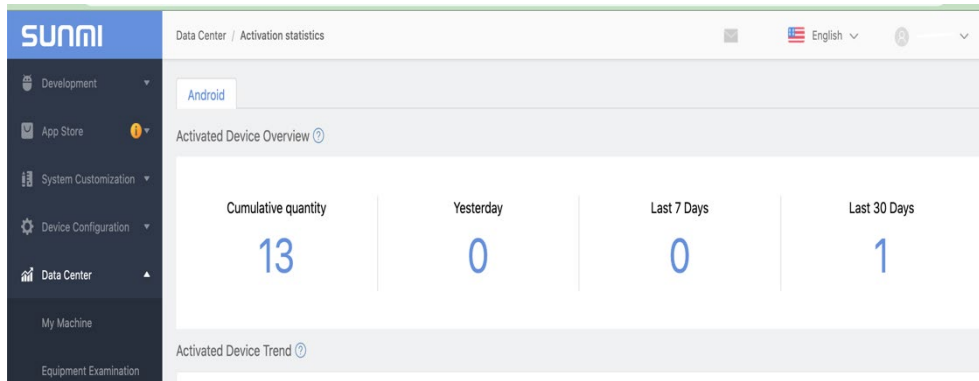 SUNMI
Data Center / Activation statistics
English
Development
App Store
System Customization
Device Configuration
Data Center
My Machine
Equipment Examination
Android
Activated Device Overview ?
Cumulative quantity
13
Yesterday
0
Last 7 Days
0
Last 30 Days
1
Activated Device Trend ?